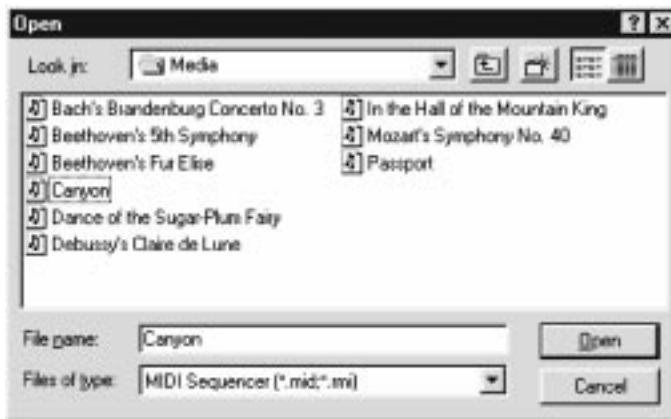 Open
Look in: Media
Bach's Brandenburg Concerto No. 3
Beethoven's 5th Symphony
Beethoven's Fur Elise
Canyon
Dance of the Sugar-Plum Fairy
Debussy's Claire de Lune
In the Hall of the Mountain King
Mozart's Symphony No. 40
Passport
File name: Canyon
Open
Files of type: MIDI Sequencer (*.mid;*.rmi)
Cancel